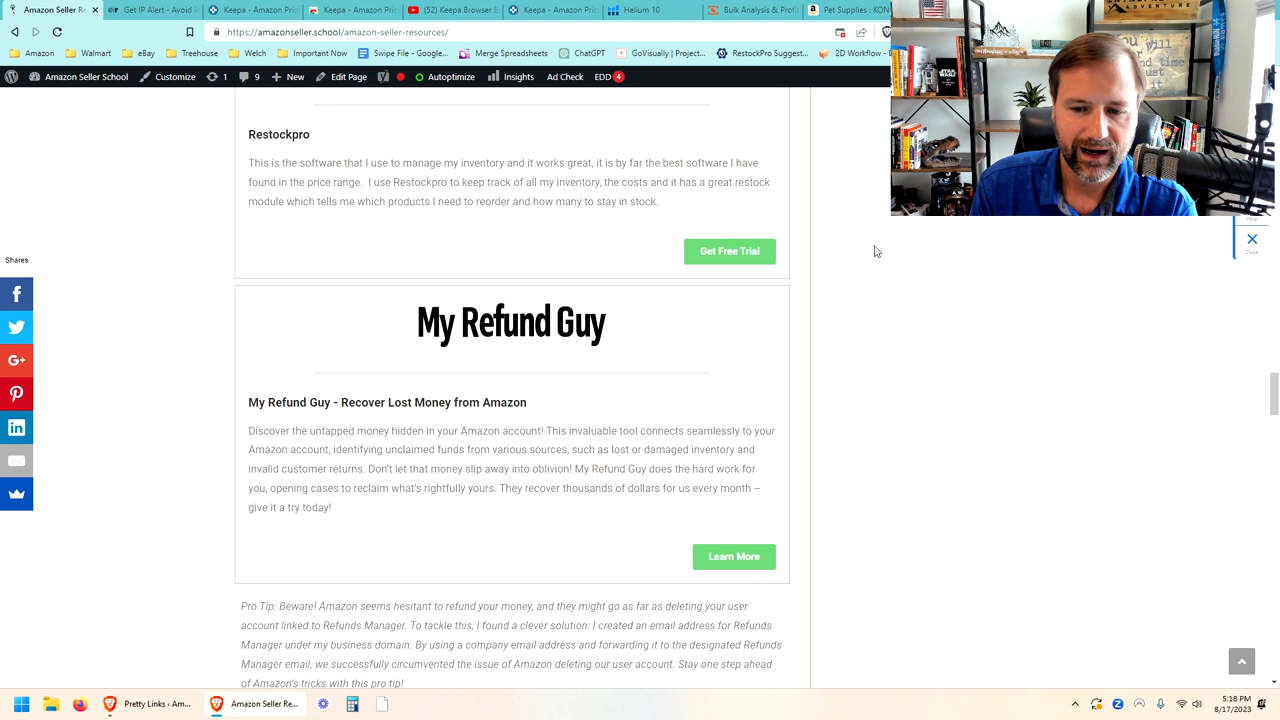 Amazon Seller Re
Get IP Alert - Avoid I
Keepa - Amazon Pric
Keepa - Amazon Pric
(52) Keepa Browser E
Keepa - Amazon Pric
Helium 10
Bulk Analysis & Profi
Pet Supplies : KON
https://amazonseller.school/amazon-seller-resources/
Amazon
Walmart
eBay
Treehouse
Welch
Important Now
Swipe File - Google...
Merge Spreadsheets
ChatGPT
GoVisually | Project...
RestockPro Sugges...
2D Workflow -
Amazon Seller School
Customize
1
9
New
Edit Page
Autoptimize
Insights
Ad Check
EDD 4
STAR WARS
You will
Restockpro
This is the software that I use to manage my inventory and it works great, it is by far the best software I have
found in the price range. I use Restockpro to keep track of all my inventory, the costs and it has a great restock
module which tells me which products I need to reorder and how many to stay in stock.
Get Free Trial
Help
Close
Shares
My Refund Guy
My Refund Guy - Recover Lost Money from Amazon
Discover the untapped money hidden in your Amazon account! This invaluable tool connects seamlessly to your
Amazon account, identifying unclaimed funds from various sources, such as lost or damaged inventory and
invalid customer returns. Don't let that money slip away into oblivion! My Refund Guy does the hard work for
you, opening cases to reclaim what's rightfully yours. They recover thousands of dollars for us every month –
give it a try today!
Learn More
Pro Tip: Beware! Amazon seems hesitant to refund your money, and they might go as far as deleting your user
account linked to Refunds Manager. To tackle this, I found a clever solution: I created an email address for Refunds
Manager under my business domain. By using a company email address and forwarding it to the designated Refunds
Manager email, we successfully circumvented the issue of Amazon deleting our user account. Stay one step ahead
of Amazon's tricks with this pro tip!
Pretty Links ‹ Am...
Amazon Seller Re...
5:18 PM
8/17/2023